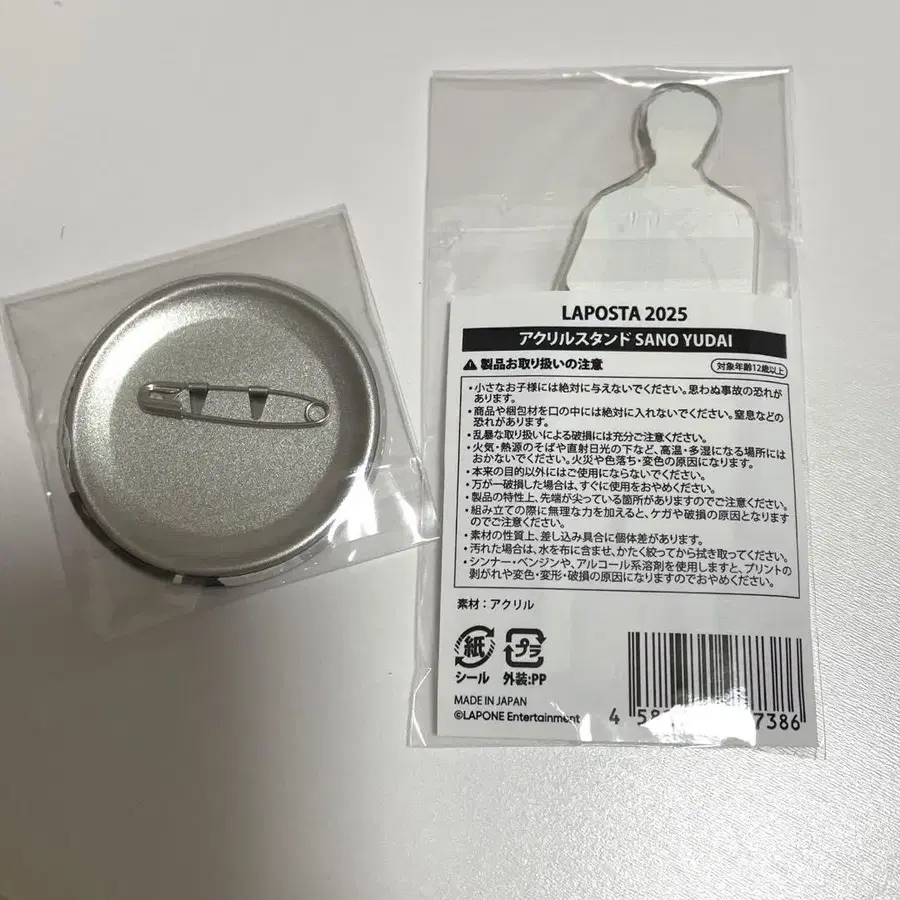 LAPOSTA 2025
アクリルスタンド SANO YUDAI
製品お取り扱いの注意
対象年齢12歳以上
・小さなお子様には絶対に与えないでください。思わぬ事故の恐れが
あります。
・商品や梱包材を口の中には絶対に入れないでください。窒息などの
恐れがあります。
・乱暴な取り扱いによる破損には充分ご注意ください。
・火気・熱源のそばや直射日光の下など、高温・多湿になる場所には
おかないでください。火災や色落ち・変色の原因になります。
・本来の目的以外にはご使用にならないでください。
・万が一破損した場合は、すぐに使用をおやめください。
・製品の特性上、先端が尖っている箇所がありますのでご注意ください。
・組み立ての際に無理な力を加えると、ケガや破損の原因となります
のでご注意ください。
・素材の性質上、差し込み具合に個体差があります。
・汚れた場合は、水を布に含ませ、かたく絞ってから拭き取ってください。
・シンナー・ベンジンや、アルコール系溶剤を使用しますと、プリントの
剥がれや変色・変形・破損の原因になりますのでおやめください。
素材：アクリル
紙
プラ
シール
外装:PP
MADE IN JAPAN
©LAPONE Entertainment
4 58 7386